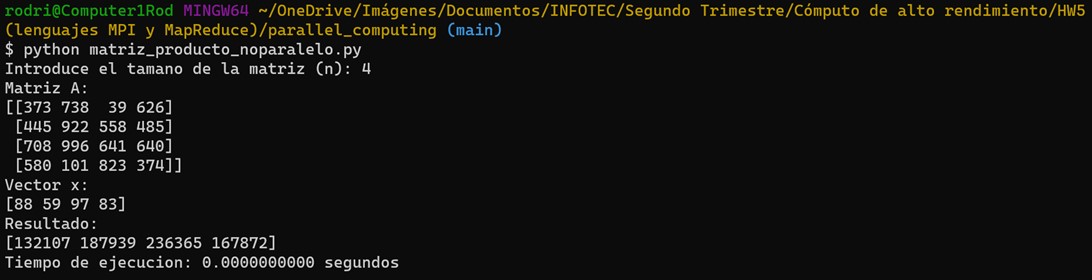 rodri@Computer1Rod MINGW64 ~/OneDrive/Imágenes/Documentos/INFOTEC/Segundo Trimestre/Cómputo de alto rendimiento/HW5
(lenguajes MPI y MapReduce)/parallel_computing (main)
$ python matriz_producto_noparalelo.py
Introduce el tamano de la matriz (n): 4
Matriz A:
[[373 738  39 626]
 [445 922 558 485]
 [708 996 641 640]
 [580 101 823 374]]
Vector x:
[88 59 97 83]
Resultado:
[132107 187939 236365 167872]
Tiempo de ejecucion: 0.0000000000 segundos